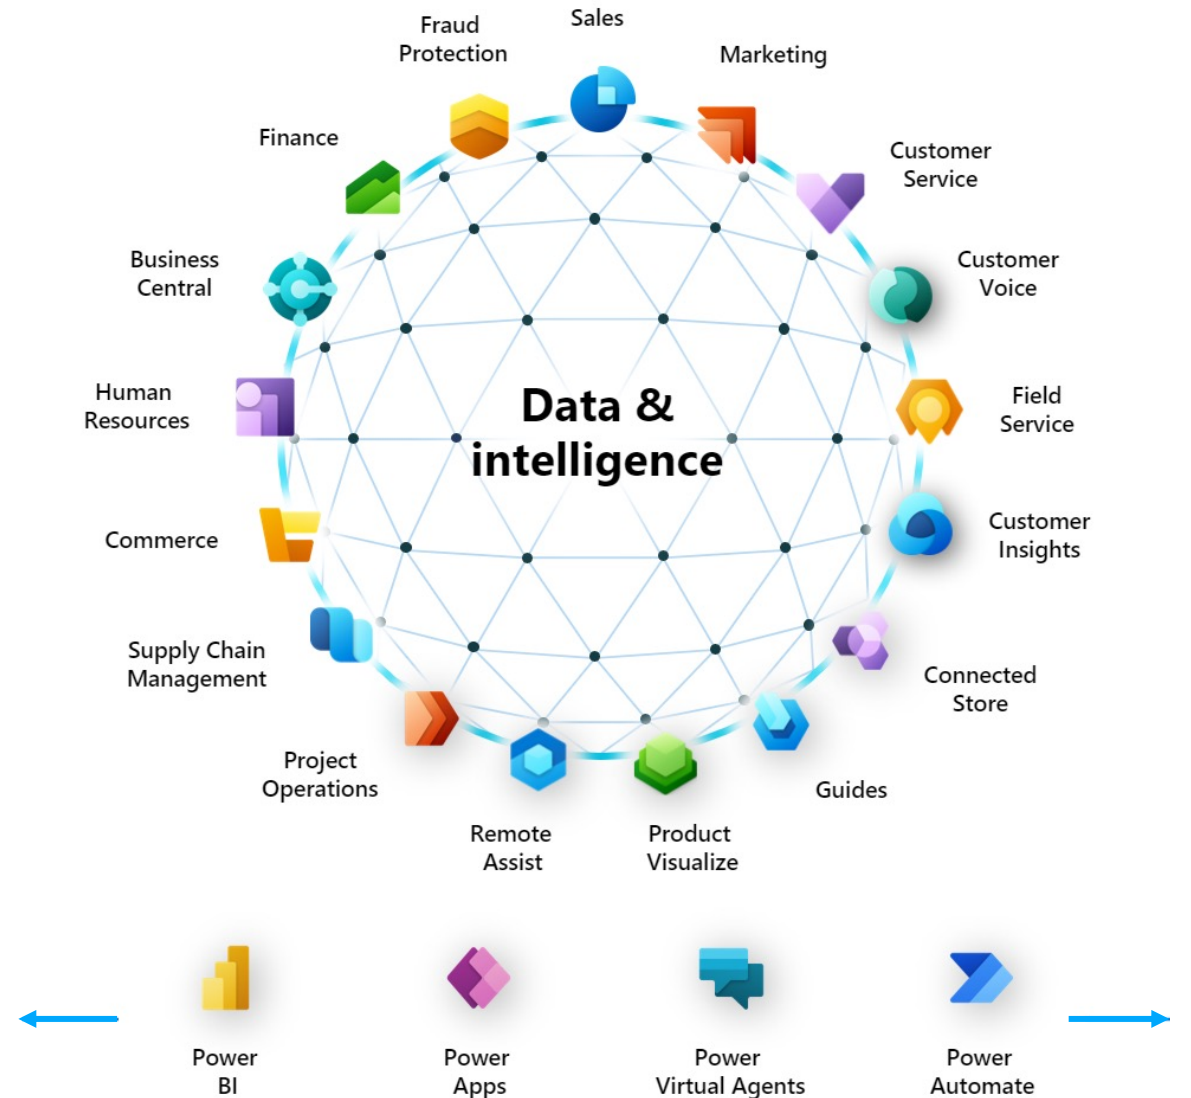 Sales
Fraud
Protection
Marketing
Finance
Customer
Service
Business
Central
Customer
Voice
Human
Resources
Data &
intelligence
Field
Service
Commerce
Customer
Insights
Supply Chain
Management
Connected
Store
Project
Operations
Guides
Remote
Assist
Product
Visualize
Power
BI
Power
Apps
Power
Virtual Agents
Power
Automate